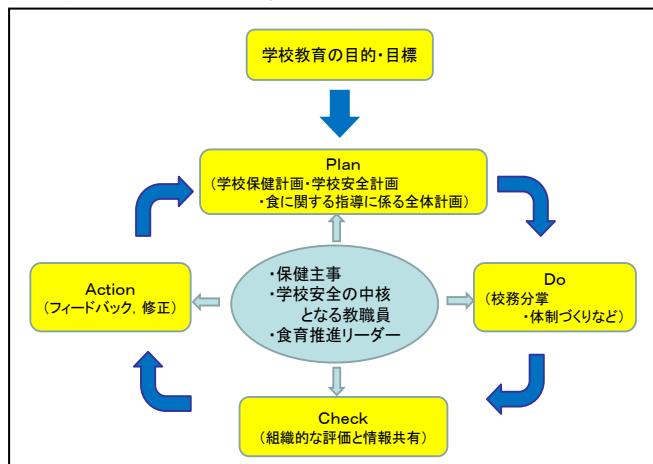 学校教育の目的・目標
Plan
(学校保健計画・学校安全計画
・食に関する指導に係る全体計画)
・保健主事
・学校安全の中核
となる教職員
・食育推進リーダー
Action
(フィードバック, 修正)
Do
(校務分掌
・体制づくりなど)
Check
(組織的な評価と情報共有)